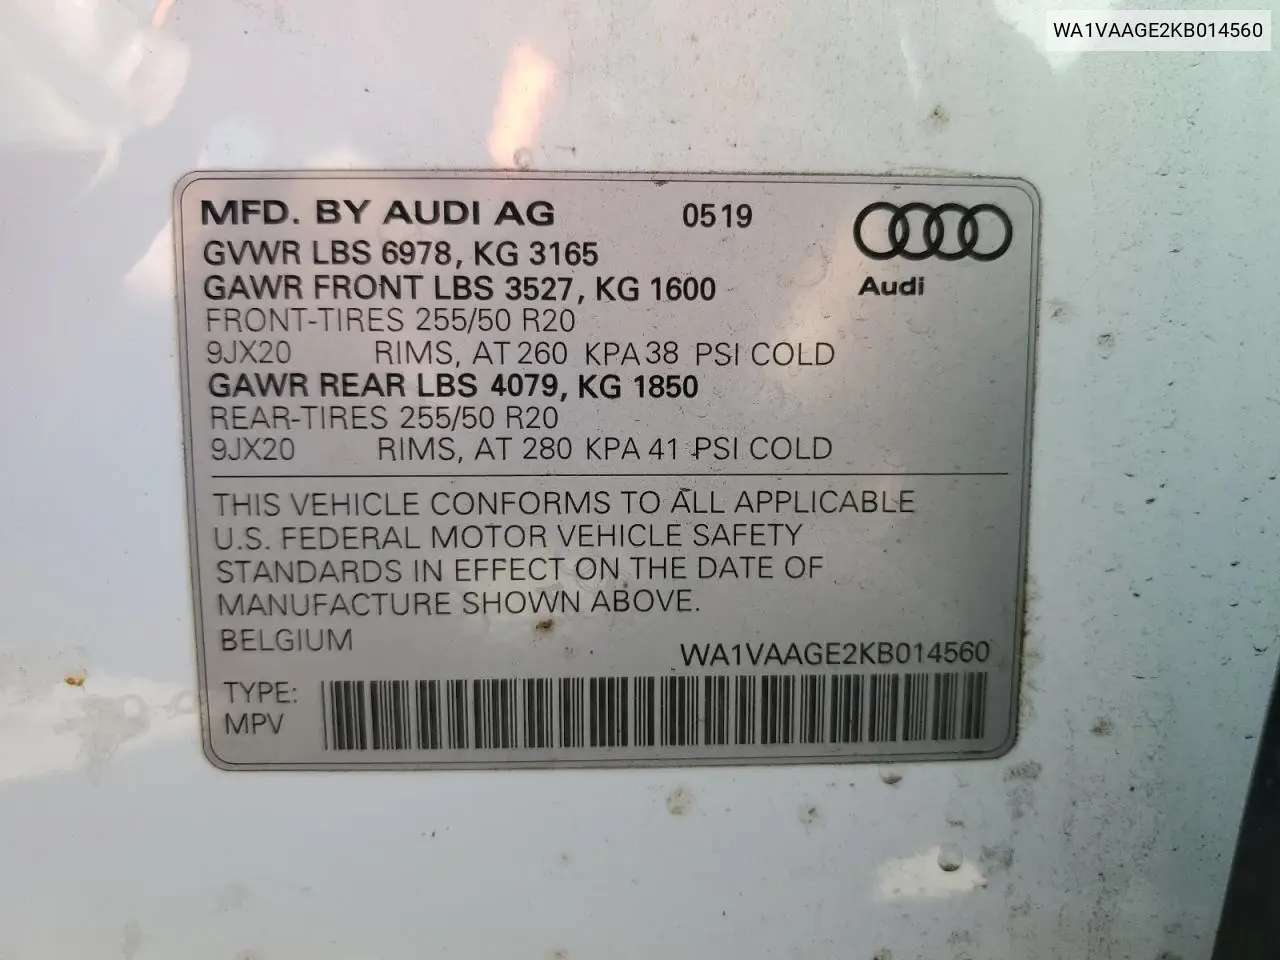 WA1VAAGE2KB014560
MFD. BY AUDI AG 0519
GVWR LBS 6978, KG 3165
GAWR FRONT LBS 3527, KG 1600
Audi
FRONT-TIRES 255/50 R20
9JX20 RIMS, AT 260 KPA 38 PSI COLD
GAWR REAR LBS 4079, KG 1850
REAR-TIRES 255/50 R20
9JX20 RIMS, AT 280 KPA 41 PSI COLD
THIS VEHICLE CONFORMS TO ALL APPLICABLE
U.S. FEDERAL MOTOR VEHICLE SAFETY
STANDARDS IN EFFECT ON THE DATE OF
MANUFACTURE SHOWN ABOVE.
BELGIUM WA1VAAGE2KB014560
TYPE:
MPV